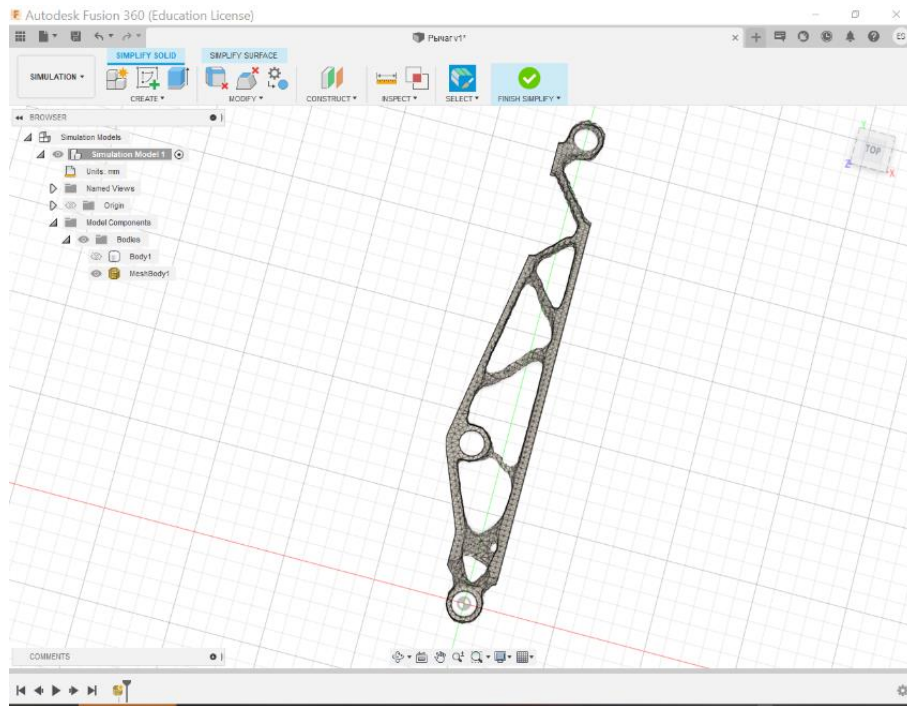 Autodesk Fusion 360 (Education License)
Рычаг v1*
ES
SIMPLIFY SOLID SIMPLIFY SURFACE
SIMULATION
CREATE MODIFY CONSTRUCT INSPECT SELECT FINISH SIMPLIFY
BROWSER
Simulation Models
Simulation Model 1
Units: mm
Named Views
Origin
Model Components
Bodies
Body1
MeshBody1
TOP
Y
Z
X
COMMENTS